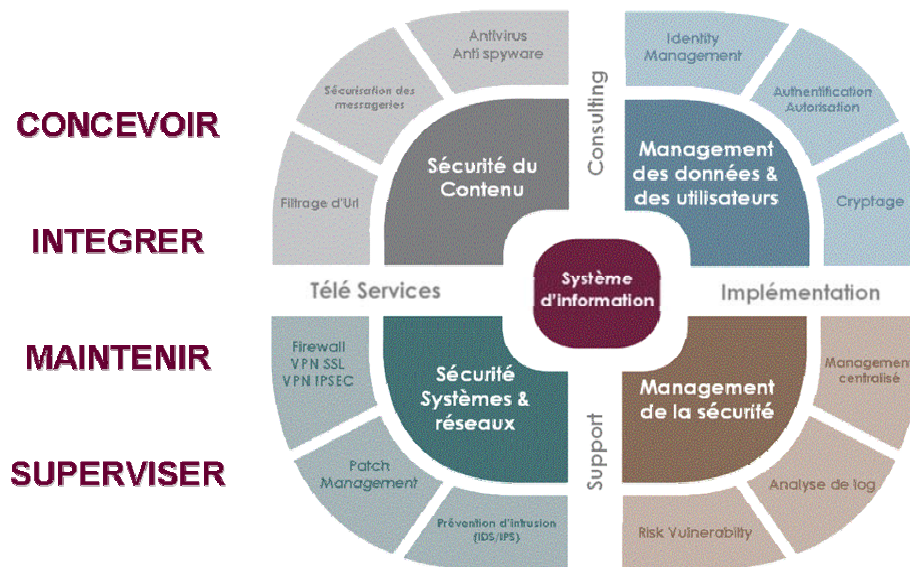 CONCEVOIR
INTEGRER
MAINTENIR
SUPERVISER
Antivirus
Anti spyware
Sécurisation des
messageries
Filtrage d'Url
Sécurité du
Contenu
Consulting
Identity
Management
Authentification
Autorisation
Cryptage
Management
des données &
des utilisateurs
Télé Services
Système
d'information
Implémentation
Firewall
VPN SSL
VPN IPSEC
Patch
Management
Prévention d'intrusion
(IDS/IPS)
Sécurité
Systèmes &
réseaux
Support
Management
de la sécurité
Management
centralisé
Analyse de log
Risk Vulnerabilty